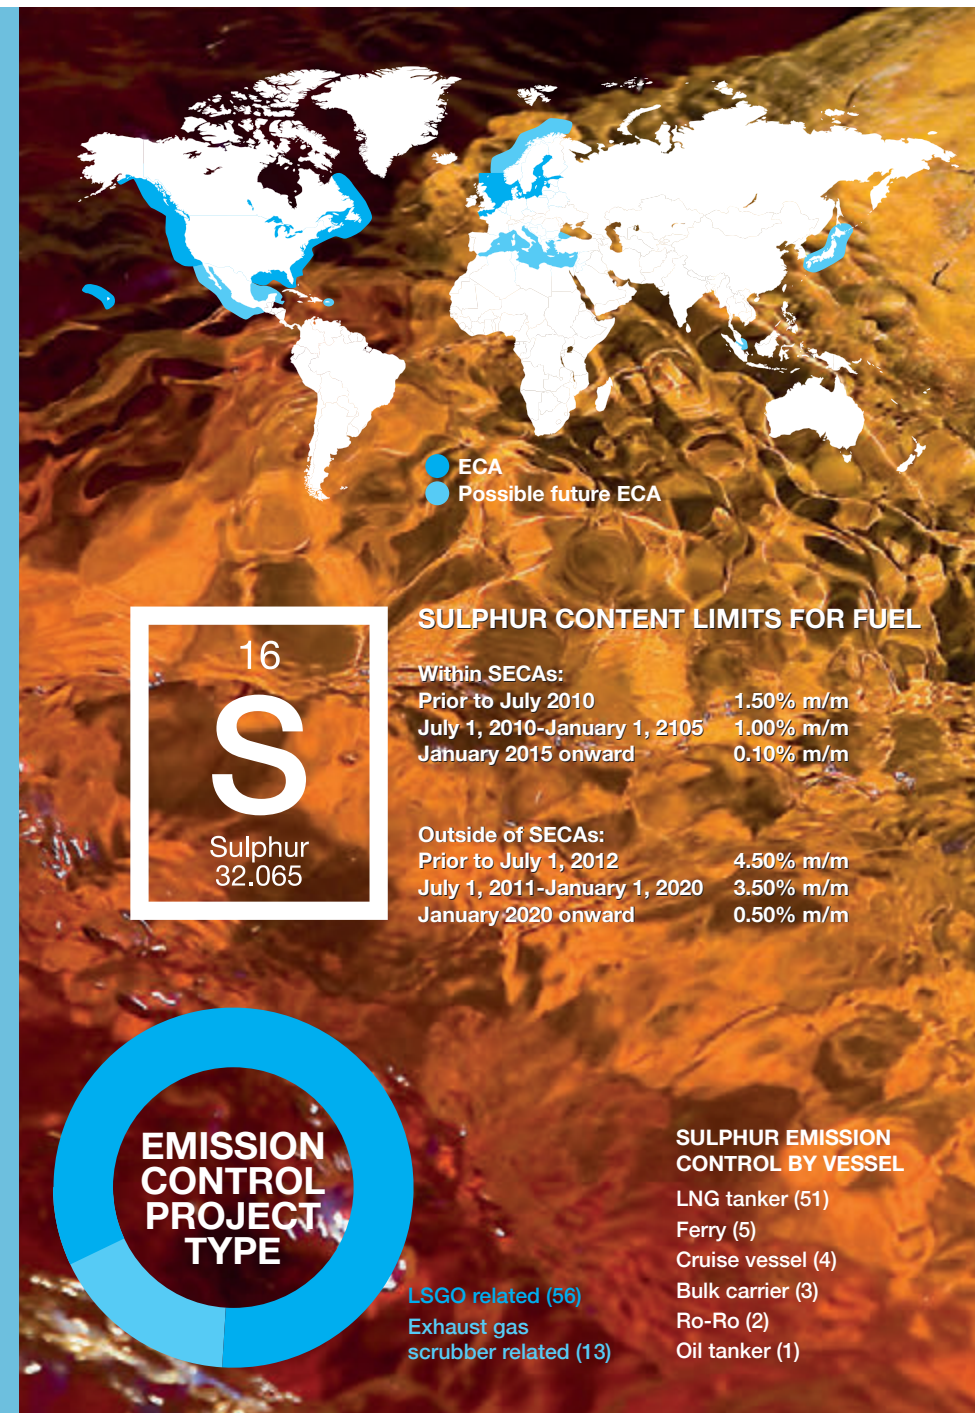 ECA
Possible future ECA
16
S
Sulphur
32.065
SULPHUR CONTENT LIMITS FOR FUEL
Within SECAs:
Prior to July 2010 1.50% m/m
July 1, 2010-January 1, 2105 1.00% m/m
January 2015 onward 0.10% m/m
Outside of SECAs:
Prior to July 1, 2012 4.50% m/m
July 1, 2011-January 1, 2020 3.50% m/m
January 2020 onward 0.50% m/m
EMISSION
CONTROL
PROJECT
TYPE
LSGO related (56)
Exhaust gas
scrubber related (13)
SULPHUR EMISSION
CONTROL BY VESSEL
LNG tanker (51)
Ferry (5)
Cruise vessel (4)
Bulk carrier (3)
Ro-Ro (2)
Oil tanker (1)